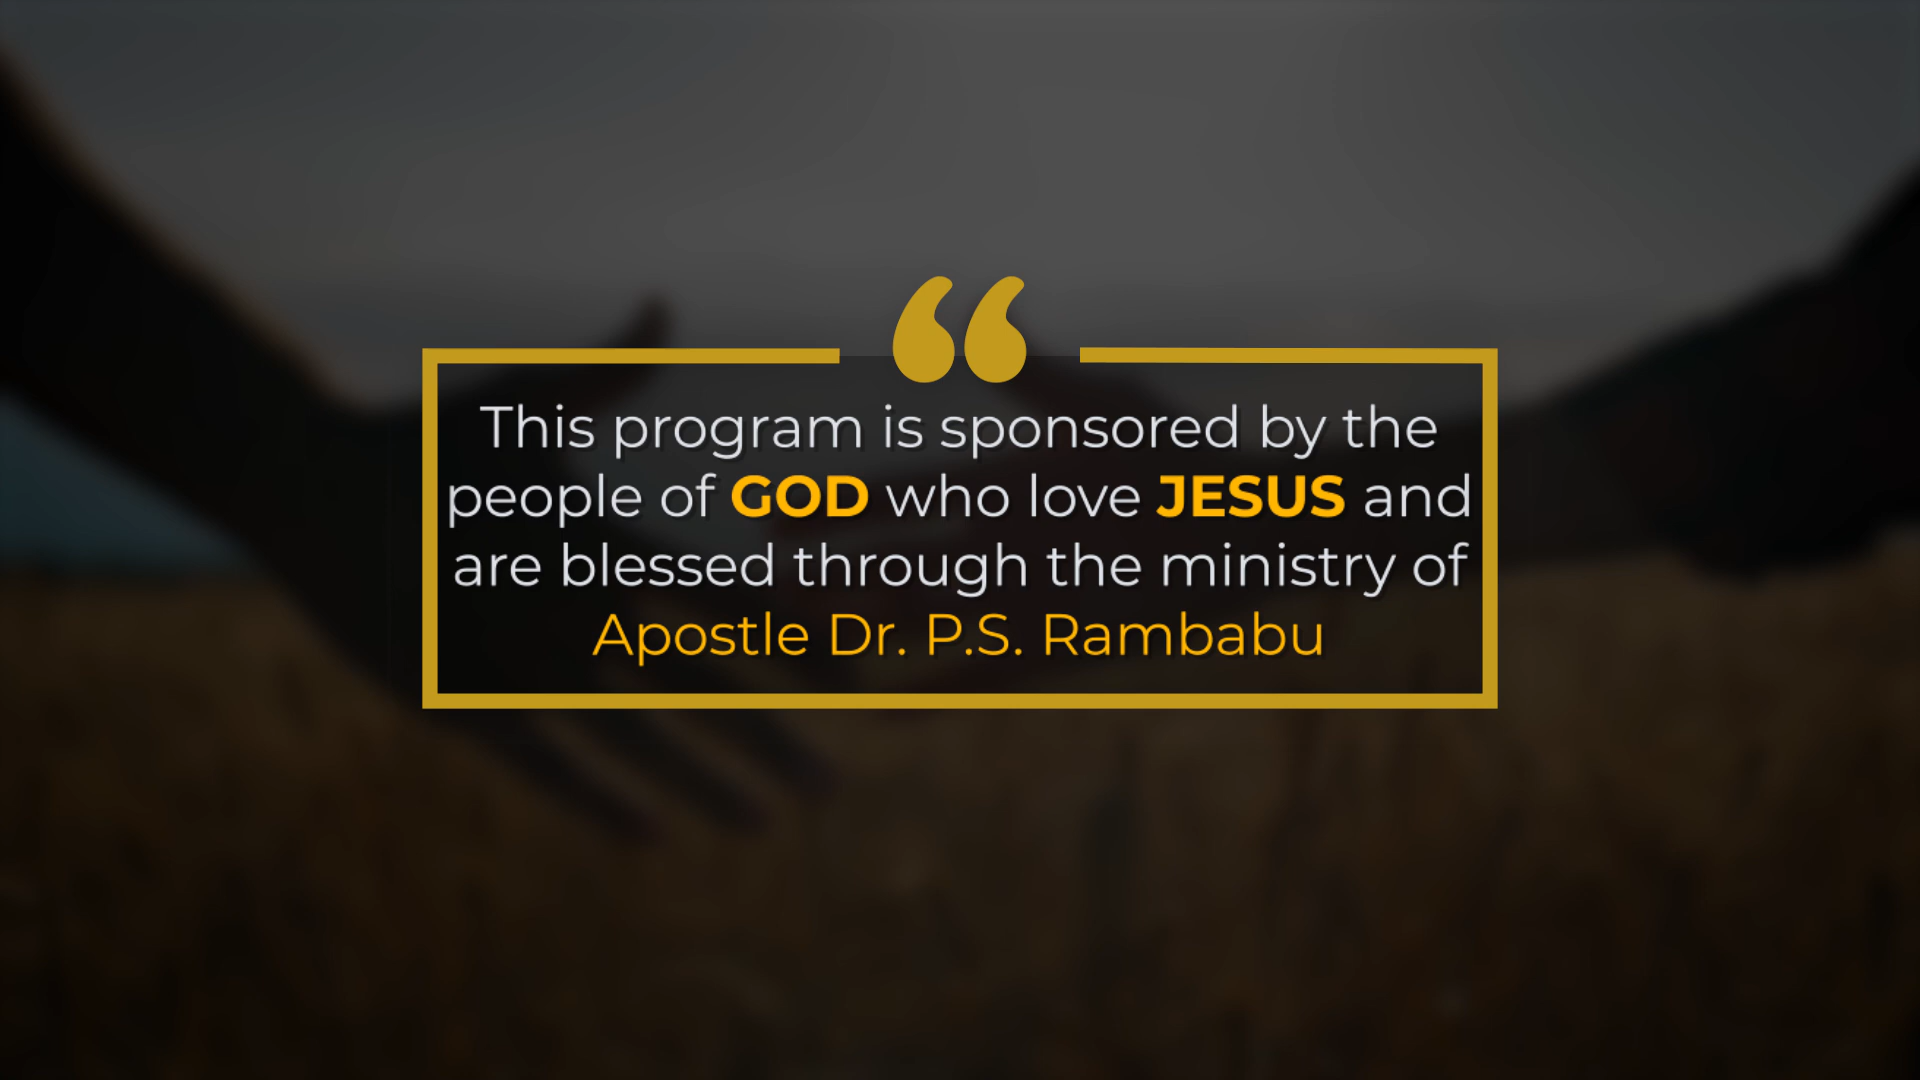 This program is sponsored by the
people of GOD who love JESUS and
are blessed through the ministry of
Apostle Dr. P.S. Rambabu